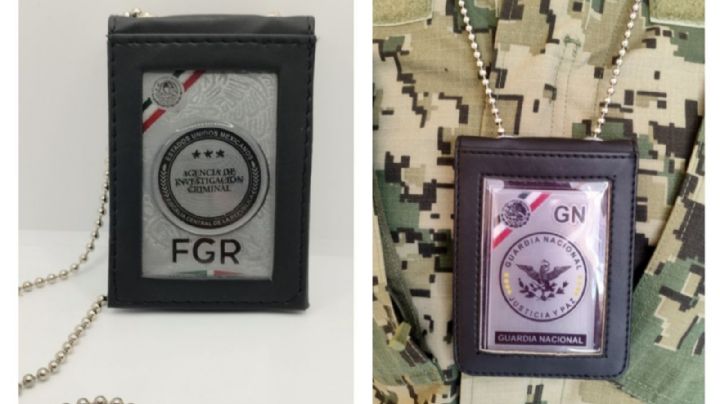 ESTADOS UNIDOS MEXICANOS
AGENCIA DE
INVESTIGACIÓN
CRIMINAL
FGR
GN
GUARDIA NACIONAL
JUSTICIA Y PAZ
GUARDIA NACIONAL